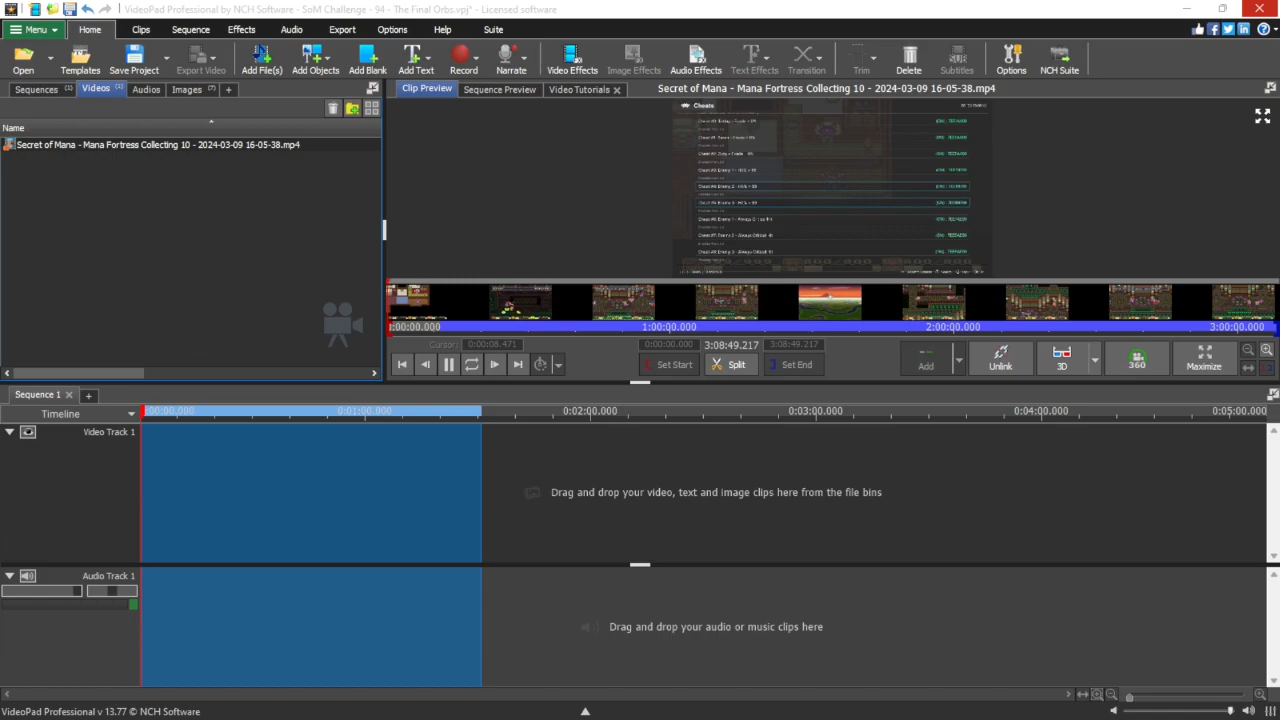 VideoPad Professional by NCH Software - SoM Challenge - 94 - The Final Orbs.vpj* - Licensed software
Menu Home Clips Sequence Effects Audio Export Options Help Suite
Open Templates Save Project Export Video Add File(s) Add Objects Add Blank Add Text Record Narrate Video Effects Image Effects Audio Effects Text Effects Transition Trim Delete Subtitles Options NCH Suite
Sequences (1) Videos (1) Audios Images (7) +
Clip Preview Sequence Preview Video Tutorials Secret of Mana - Mana Fortress Collecting 10 - 2024-03-09 16-05-38.mp4
Name
Secret of Mana - Mana Fortress Collecting 10 - 2024-03-09 16-05-38.mp4
Cheats
:00:00.000 1:00:00.000 2:00:00.000 3:00:00.000
Cursor: 0:00:08.471 0:00:00.000 3:08:49.217 3:08:49.217
Set Start Split Set End
Add Unlink 3D 360 Maximize
Sequence 1
Timeline :00:00.000 0:01:00.000 0:02:00.000 0:03:00.000 0:04:00.000 0:05:00.000
Video Track 1
Drag and drop your video, text and image clips here from the file bins
Audio Track 1
Drag and drop your audio or music clips here
VideoPad Professional v 13.77 © NCH Software